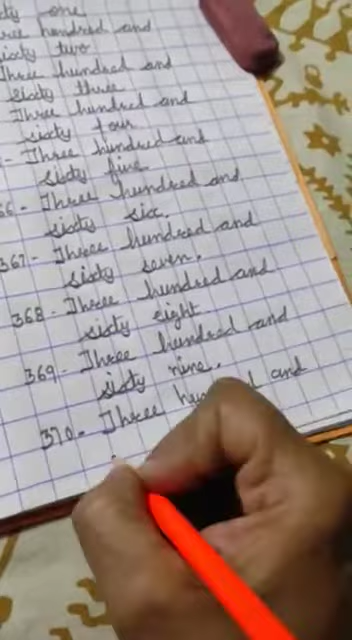 one
hundred and
sixty two
Three hundred and
sixty three
Three hundred and
sixty four
- Three hundred and
sixty five
66 - Three hundred and
sixty six.
367 - Three hundred and
sixty seven.
368 - Three hundred and
sixty eight
369 - Three hundred and
sixty nine.
370 - Three and